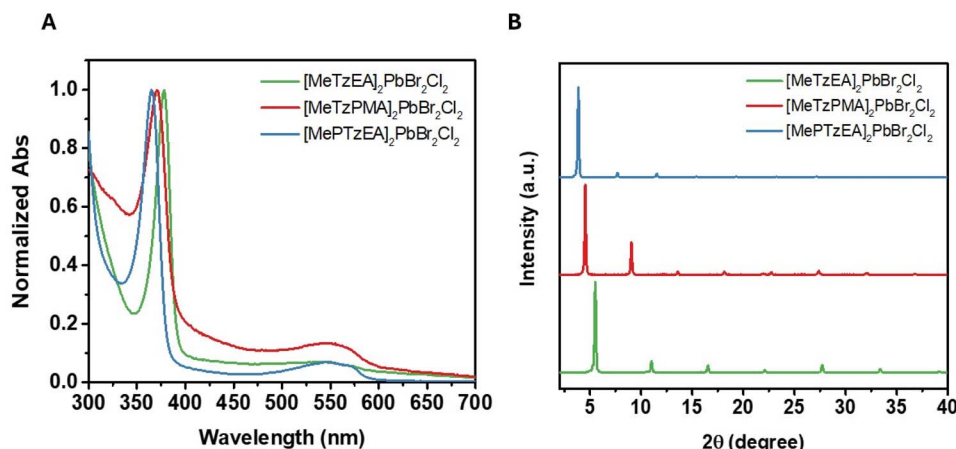 A
B
[MeTzEA]₂PbBr₂Cl₂
[MeTzPMA]₂PbBr₂Cl₂
[MePTzEA]₂PbBr₂Cl₂
1.0
0.8
0.6
0.4
0.2
0.0
Normalized Abs
300 350 400 450 500 550 600 650 700
Wavelength (nm)
[MeTzEA]₂PbBr₂Cl₂
[MeTzPMA]₂PbBr₂Cl₂
[MePTzEA]₂PbBr₂Cl₂
Intensity (a.u.)
5 10 15 20 25 30 35 40
2θ (degree)